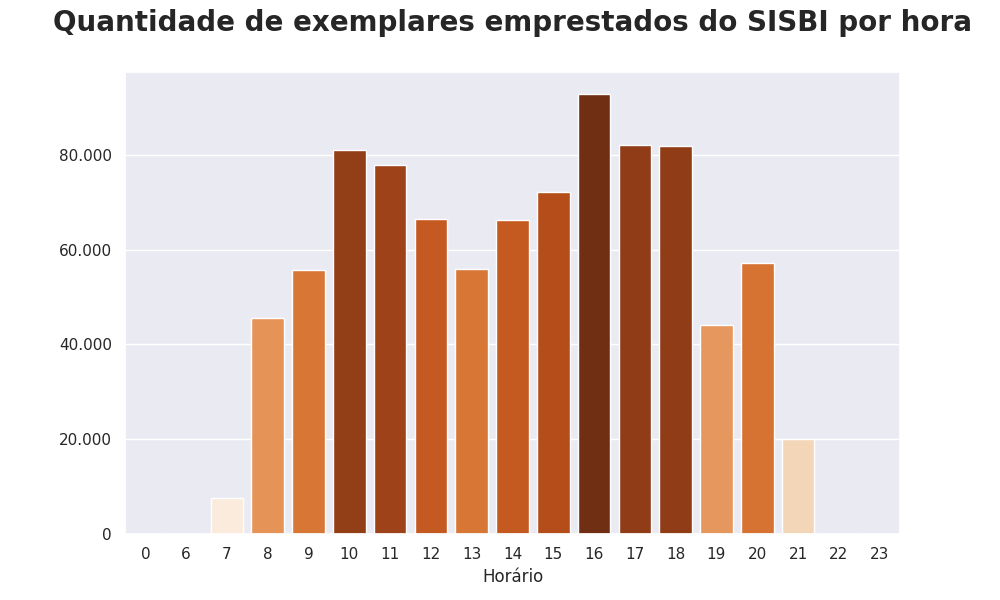 Quantidade de exemplares emprestados do SISBI por hora
80.000
60.000
40.000
20.000
0
0 6 7 8 9 10 11 12 13 14 15 16 17 18 19 20 21 22 23
Horário